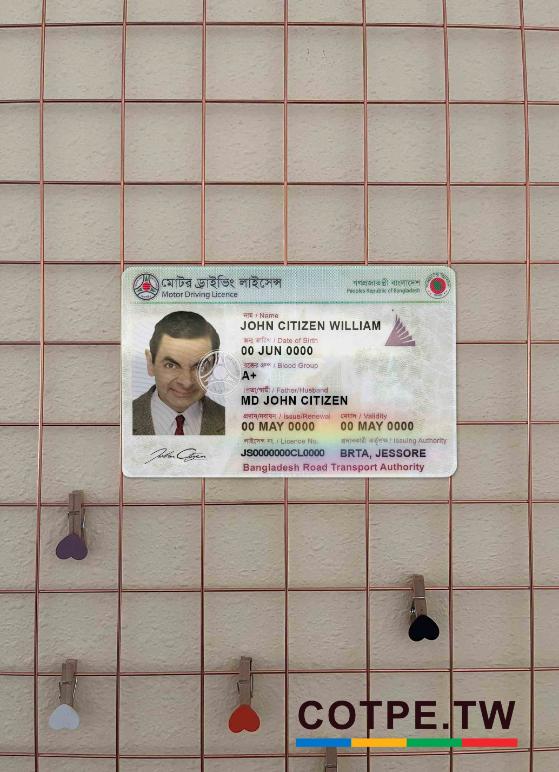 মোটর ড্রাইভিং লাইসেন্স
Motor Driving Licence
গণপ্রজাতন্ত্রী বাংলাদেশ
Peoples Republic of Bangladesh
নাম / Name
JOHN CITIZEN WILLIAM
জন্ম তারিখ / Date of Birth
00 JUN 0000
রক্তের গ্রুপ / Blood Group
A+
পিতা/স্বামী / Father/Husband
MD JOHN CITIZEN
প্রদান/নবায়ন / Issue/Renewal
মেয়াদ / Validity
00 MAY 0000
00 MAY 0000
লাইসেন্স নং / Licence No.
প্রদানকারী কর্তৃপক্ষ / Issuing Authority
JS0000000CL0000
BRTA, JESSORE
Bangladesh Road Transport Authority
COTPE.TW